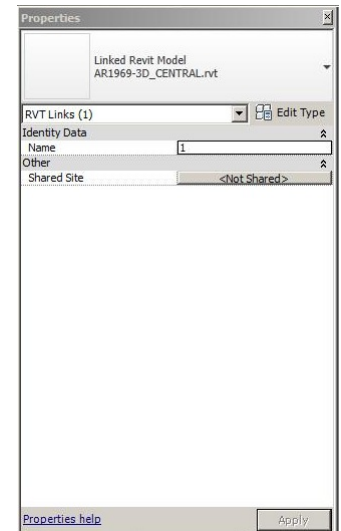 Properties
Linked Revit Model
AR1969-3D_CENTRAL.rvt
RVT Links (1)
Edit Type
Identity Data
Name
1
Other
Shared Site
<Not Shared>
Properties help
Apply